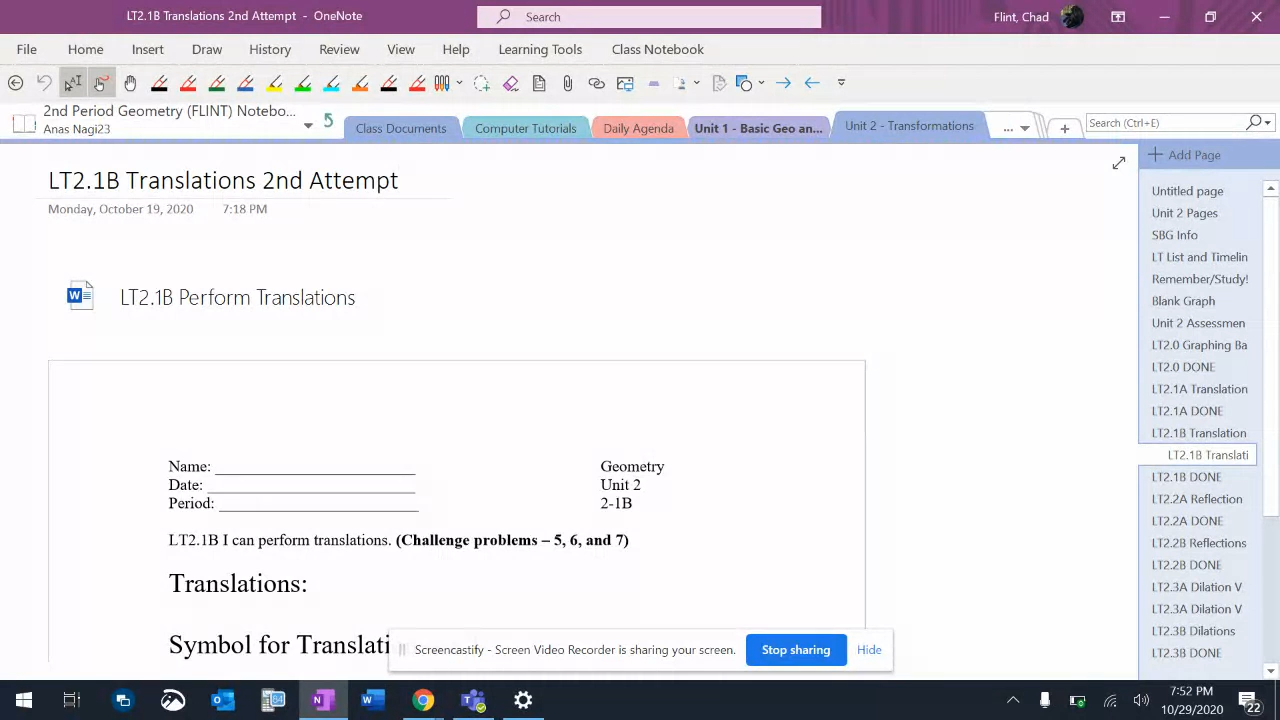 LT2.1B Translations 2nd Attempt - OneNote
Search
Flint, Chad
File Home Insert Draw History Review View Help Learning Tools Class Notebook
2nd Period Geometry (FLINT) Notebo...
Anas Nagi23
Class Documents
Computer Tutorials
Daily Agenda
Unit 1 - Basic Geo an...
Unit 2 - Transformations
...
Search (Ctrl+E)
LT2.1B Translations 2nd Attempt
Monday, October 19, 2020 7:18 PM
LT2.1B Perform Translations
Name: ____________________
Date: ____________________
Period: ____________________
Geometry
Unit 2
2-1B
LT2.1B I can perform translations. (Challenge problems – 5, 6, and 7)
Translations:
Symbol for Translati
Screencastify - Screen Video Recorder is sharing your screen.
Stop sharing
Hide
Add Page
Untitled page
Unit 2 Pages
SBG Info
LT List and Timelin
Remember/Study!
Blank Graph
Unit 2 Assessmen
LT2.0 Graphing Ba
LT2.0 DONE
LT2.1A Translation
LT2.1A DONE
LT2.1B Translation
LT2.1B Translati
LT2.1B DONE
LT2.2A Reflection
LT2.2A DONE
LT2.2B Reflections
LT2.2B DONE
LT2.3A Dilation V
LT2.3A Dilation V
LT2.3B Dilations
LT2.3B DONE
7:52 PM
10/29/2020
22